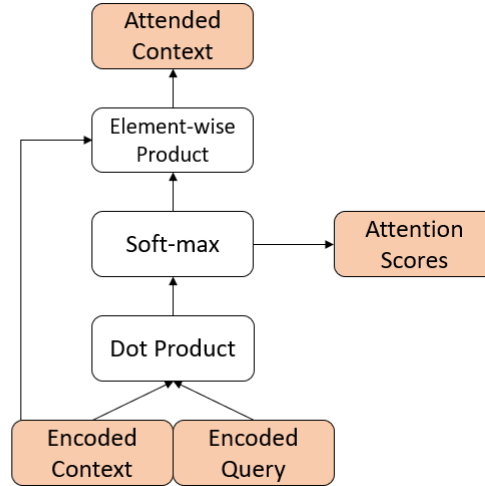 Attended
Context
Element-wise
Product
Soft-max
Attention
Scores
Dot Product
Encoded
Context
Encoded
Query